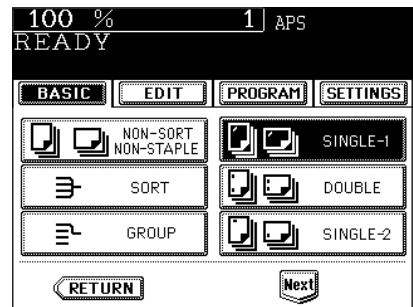 100 % 1 APS
READY
BASIC EDIT PROGRAM SETTINGS
NON-SORT
NON-STAPLE
SINGLE-1
SORT
DOUBLE
GROUP
SINGLE-2
RETURN
Next